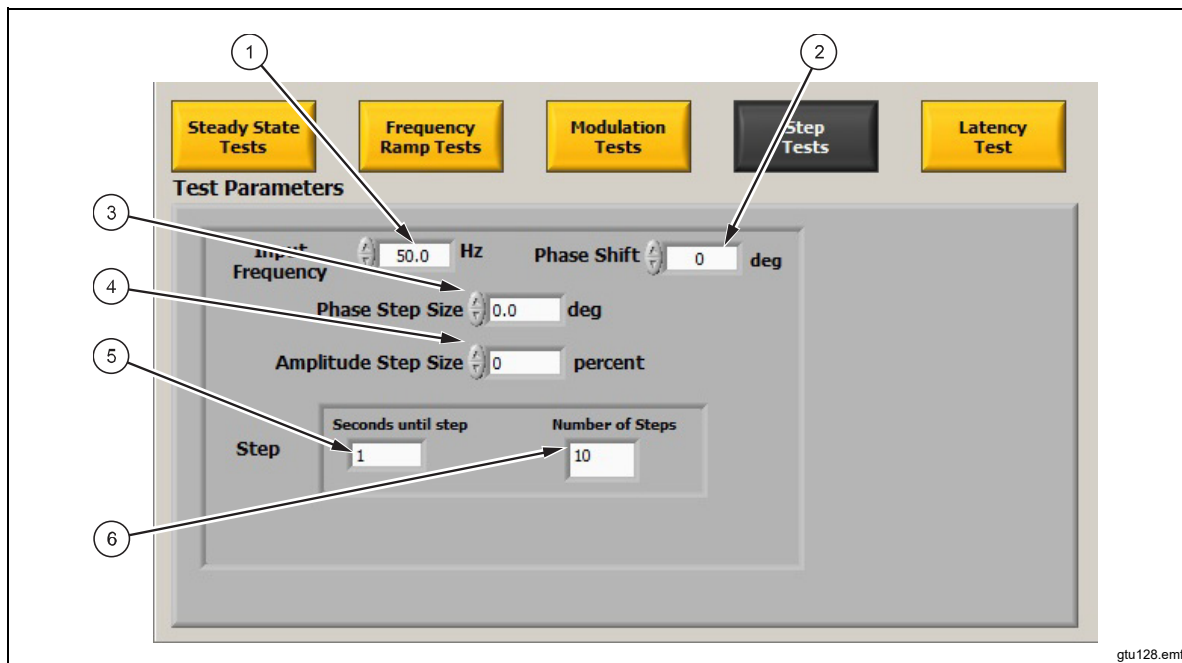 1
2
Steady State
Tests
Frequency
Ramp Tests
Modulation
Tests
Step
Tests
Latency
Test
Test Parameters
3
Input
Frequency
50.0 Hz
Phase Shift 0 deg
4
Phase Step Size 0.0 deg
5
Amplitude Step Size 0 percent
Seconds until step
Number of Steps
Step
1
10
6
gtu128.emf